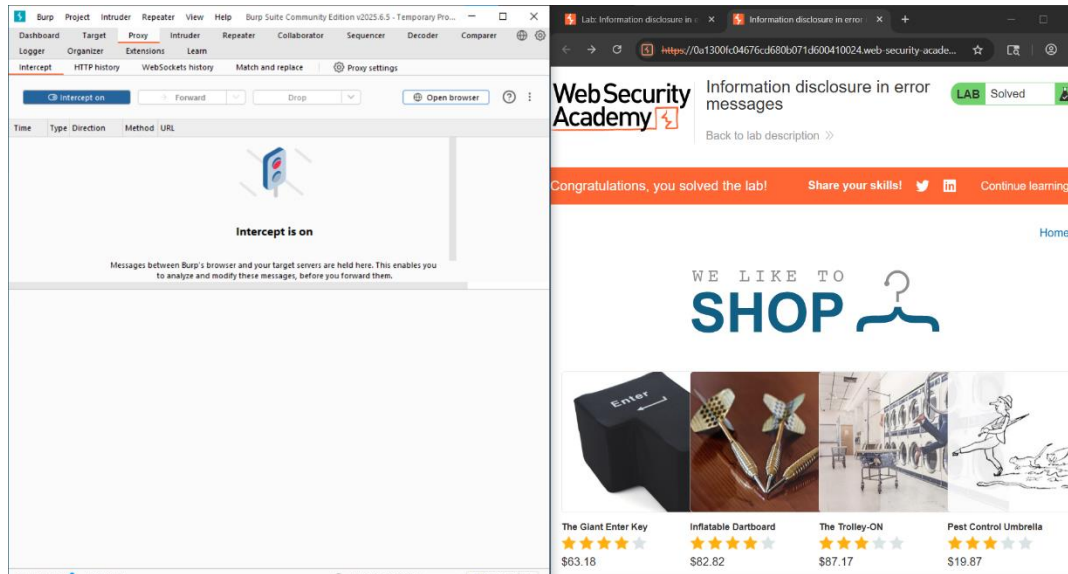 Burp Project Intruder Repeater View Help Burp Suite Community Edition v2025.6.5 - Temporary Pro...
Dashboard Target Proxy Intruder Repeater Collaborator Sequencer Decoder Comparer
Logger Organizer Extensions Learn
Intercept HTTP history WebSockets history Match and replace Proxy settings
Intercept on Forward Drop Open browser
Time Type Direction Method URL
Intercept is on
Messages between Burp's browser and your target servers are held here. This enables you
to analyze and modify these messages, before you forward them.
Lab: Information disclosure in e Information disclosure in error
https://0a1300fc04676cd680b071d600410024.web-security-acade...
WebSecurity
Academy
Information disclosure in error
messages
Back to lab description
LAB Solved
Congratulations, you solved the lab! Share your skills! Continue learning
Home
WE LIKE TO
SHOP
Enter
The Giant Enter Key Inflatable Dartboard The Trolley-ON Pest Control Umbrella
$63.18 $82.82 $87.17 $19.87